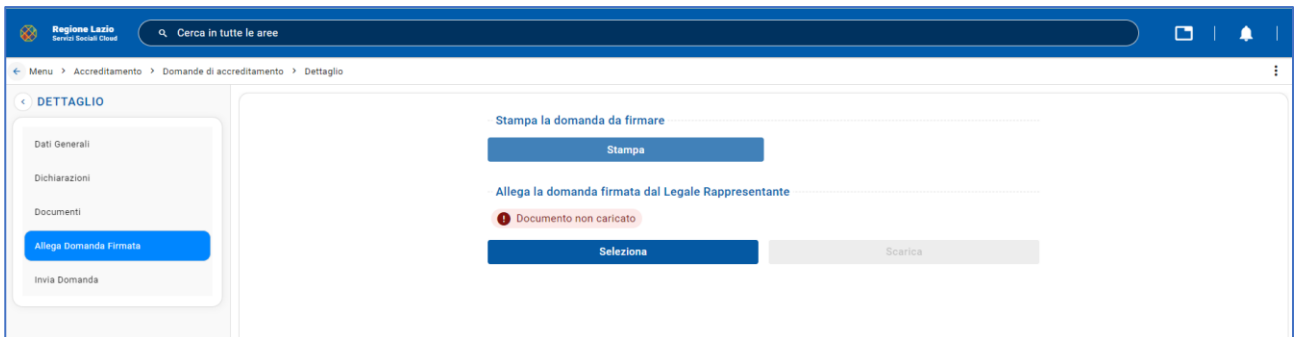 Regione Lazio
Servizi Sociali Cloud
Cerca in tutte le aree
Menu > Accreditamento > Domande di accreditamento > Dettaglio
DETTAGLIO
Dati Generali
Dichiarazioni
Documenti
Allega Domanda Firmata
Invia Domanda
Stampa la domanda da firmare
Stampa
Allega la domanda firmata dal Legale Rappresentante
Documento non caricato
Seleziona
Scarica